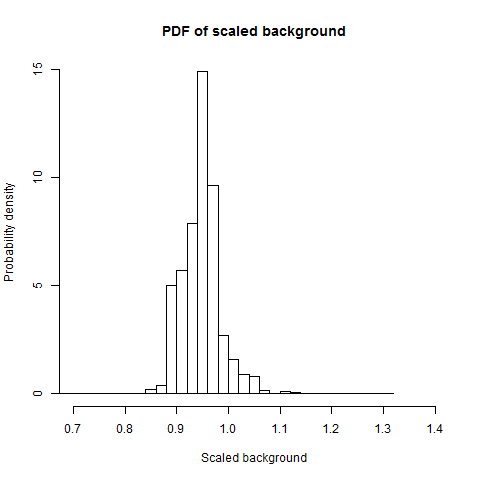 PDF of scaled background
15
10
5
0
Probability density
0.7 0.8 0.9 1.0 1.1 1.2 1.3 1.4
Scaled background